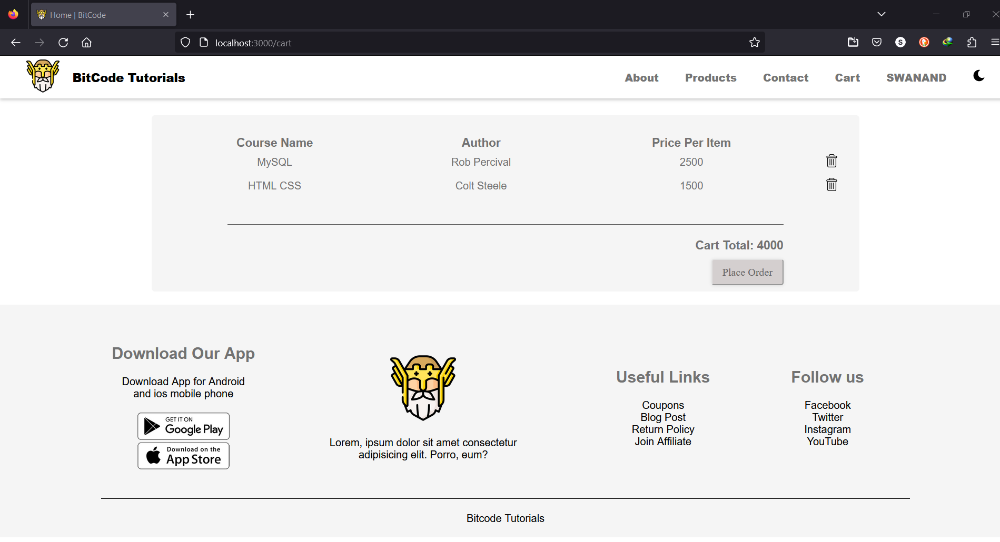 Home | BitCode
localhost:3000/cart
S
BitCode Tutorials
About Products Contact Cart SWANAND
Course Name Author Price Per Item
MySQL Rob Percival 2500
HTML CSS Colt Steele 1500
Cart Total: 4000
Place Order
Download Our App
Download App for Android
and ios mobile phone
GET IT ON
Google Play
Download on the
App Store
Lorem, ipsum dolor sit amet consectetur
adipisicing elit. Porro, eum?
Useful Links
Coupons
Blog Post
Return Policy
Join Affiliate
Follow us
Facebook
Twitter
Instagram
YouTube
Bitcode Tutorials